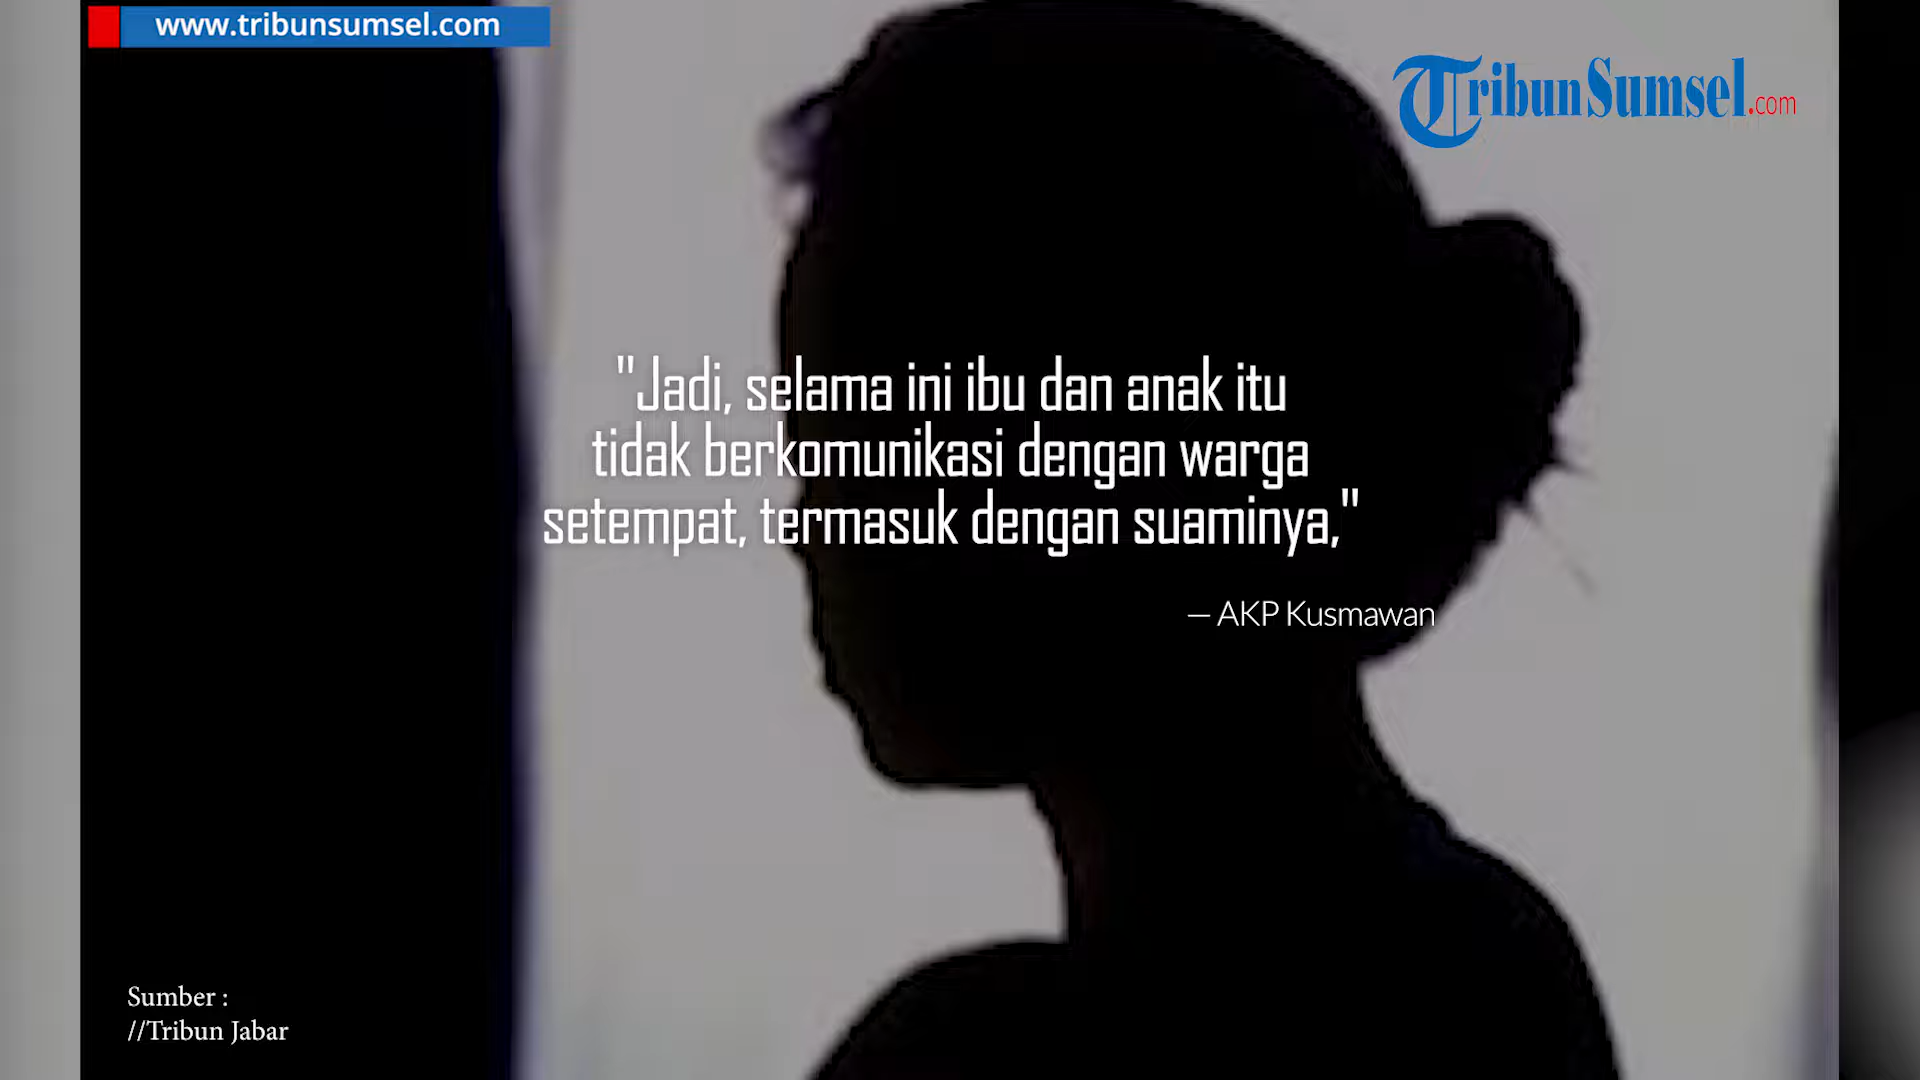 www.tribunsumsel.com
TribunSumsel.com
"Jadi, selama ini ibu dan anak itu
tidak berkomunikasi dengan warga
setempat, termasuk dengan suaminya,"
— AKP Kusmawan
Sumber :
//Tribun Jabar